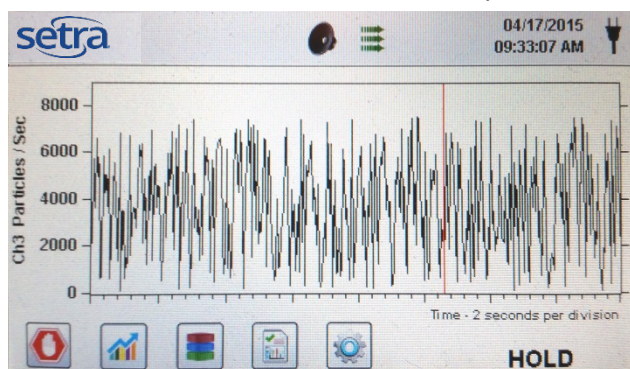 setra
04/17/2015
09:33:07 AM
Ch3 Particles / Sec
8000
6000
4000
2000
0
Time - 2 seconds per division
HOLD